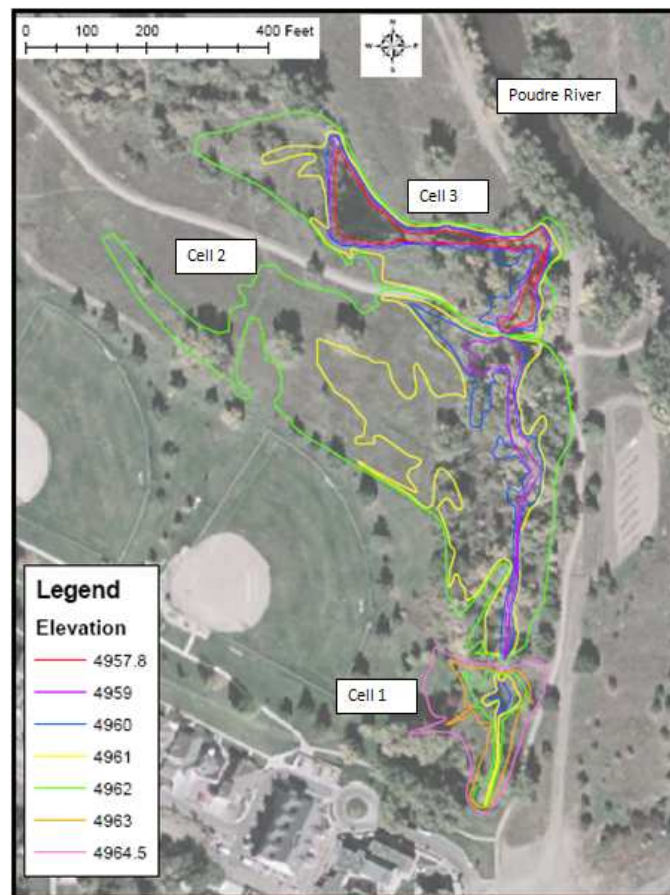 0 100 200 400 Feet
N
W E
S
Poudre River
Cell 3
Cell 2
Legend
Elevation
4957.8
4959
4960
4961
4962
4963
4964.5
Cell 1